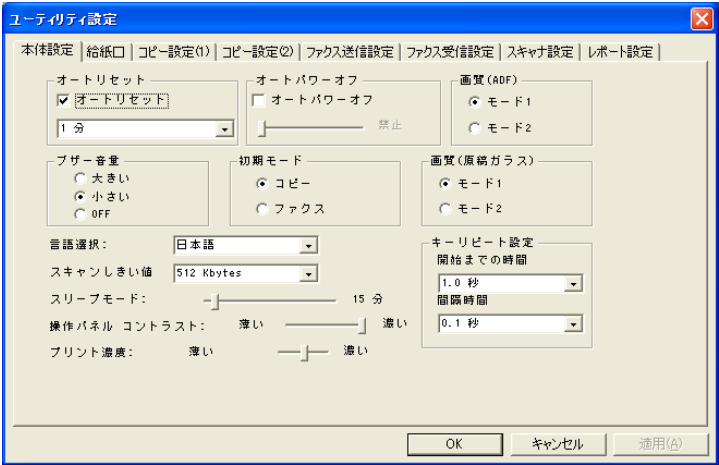 ユーティリティ設定
本体設定 給紙口 コピー設定(1) コピー設定(2) ファクス送信設定 ファクス受信設定 スキャナ設定 レポート設定
オートリセット
オートリセット
1 分
オートパワーオフ
オートパワーオフ
禁止
画質(ADF)
モード1
モード2
ブザー音量
大きい
小さい
OFF
初期モード
コピー
ファクス
画質(原稿ガラス)
モード1
モード2
言語選択: 日本語
スキャンしきい値 512 Kbytes
スリープモード: 15 分
操作パネル コントラスト: 薄い 濃い
プリント濃度: 薄い 濃い
キーリピート設定
開始までの時間
1.0 秒
間隔時間
0.1 秒
OK キャンセル 適用(A)